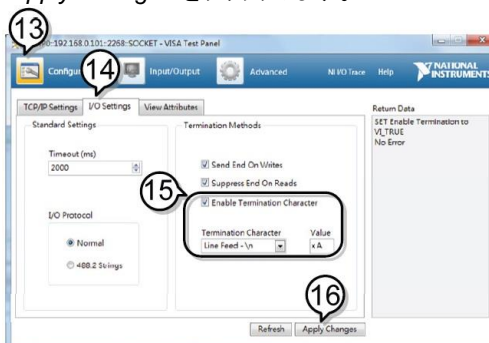 13
192.168.0.101::2268::SOCKET - VISA Test Panel
14
Input/Output
Advanced
NI I/O Trace
Help
NATIONAL
INSTRUMENTS
TCP/IP Settings
I/O Settings
View Attributes
Return Data
Standard Settings
Termination Methods
SET Enable Termination to
VI_TRUE
No Error
Timeout (ms)
2000
Send End On Writes
Suppress End On Reads
15
Enable Termination Character
I/O Protocol
Termination Character
Value
Normal
Line Feed - \n
xA
488.2 Strings
16
Refresh
Apply Changes